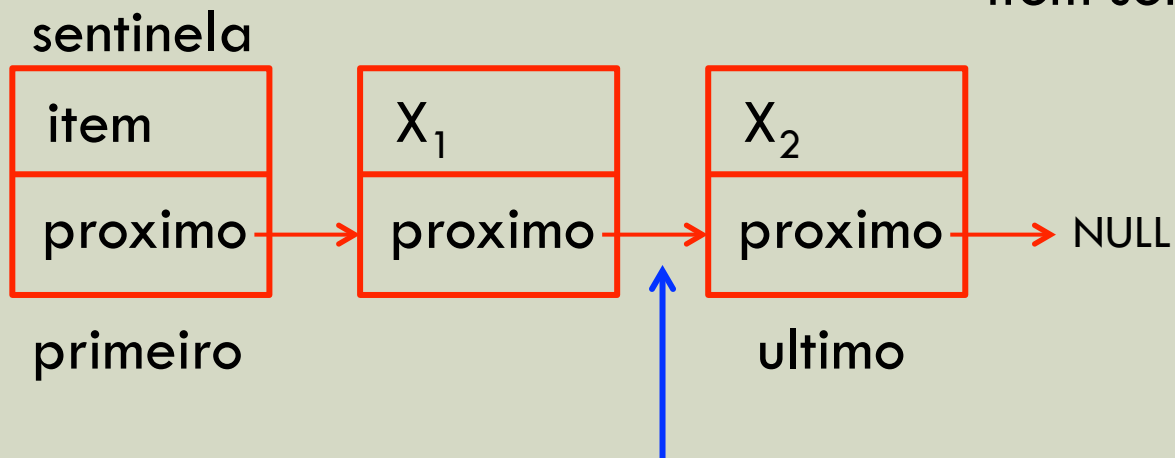 sentinela
item X₁ X₂
proximo proximo proximo NULL
primeiro ultimo